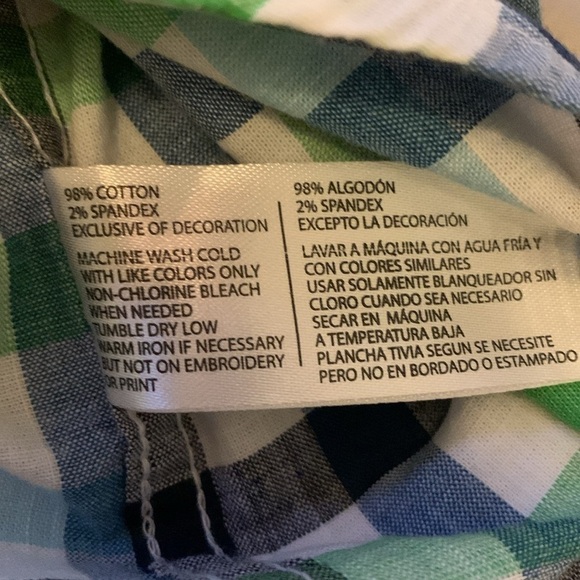 98% COTTON
2% SPANDEX
EXCLUSIVE OF DECORATION
MACHINE WASH COLD
WITH LIKE COLORS ONLY
NON-CHLORINE BLEACH
WHEN NEEDED
TUMBLE DRY LOW
WARM IRON IF NECESSARY
BUT NOT ON EMBROIDERY
OR PRINT
98% ALGODÓN
2% SPANDEX
EXCEPTO LA DECORACIÓN
LAVAR A MÁQUINA CON AGUA FRÍA Y
CON COLORES SIMILARES
USAR SOLAMENTE BLANQUEADOR SIN
CLORO CUANDO SEA NECESARIO
SECAR EN MÁQUINA
A TEMPERATURA BAJA
PLANCHA TIVIA SEGUN SE NECESITE
PERO NO EN BORDADO O ESTAMPADO